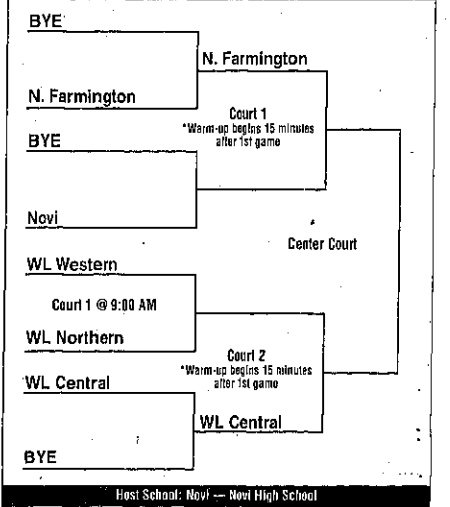 BYE
N. Farmington
N. Farmington
Court 1
*Warm-up begins 15 minutes
after 1st game
BYE
Novi
Center Court
WL Western
Court 1 @ 9:00 AM
WL Northern
Court 2
*Warm-up begins 15 minutes
after 1st game
WL Central
WL Central
BYE
Host School: Novi — Novi High School